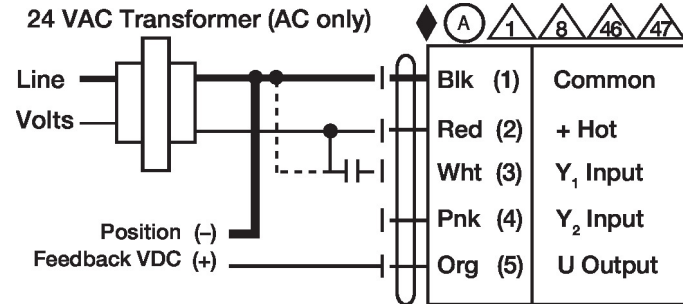 24 VAC Transformer (AC only)
A 1 8 46 47
Line
Volts
Blk (1) Common
Red (2) + Hot
Wht (3) Y1 Input
Pnk (4) Y2 Input
Position (–)
Feedback VDC (+)
Org (5) U Output